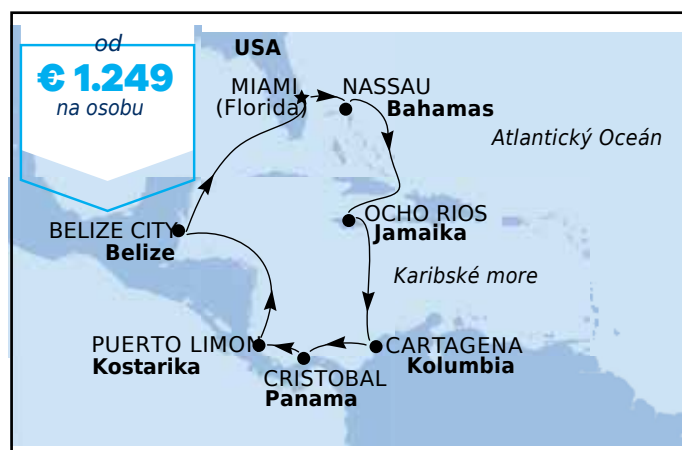 od
€ 1.249
na osobu
USA
MIAMI
(Florida)
NASSAU
Bahamas
Atlantický Oceán
OCHO RIOS
Jamaika
BELIZE CITY
Belize
Karibské more
PUERTO LIMON
Kostarika
CARTAGENA
Kolumbia
CRISTOBAL
Panama